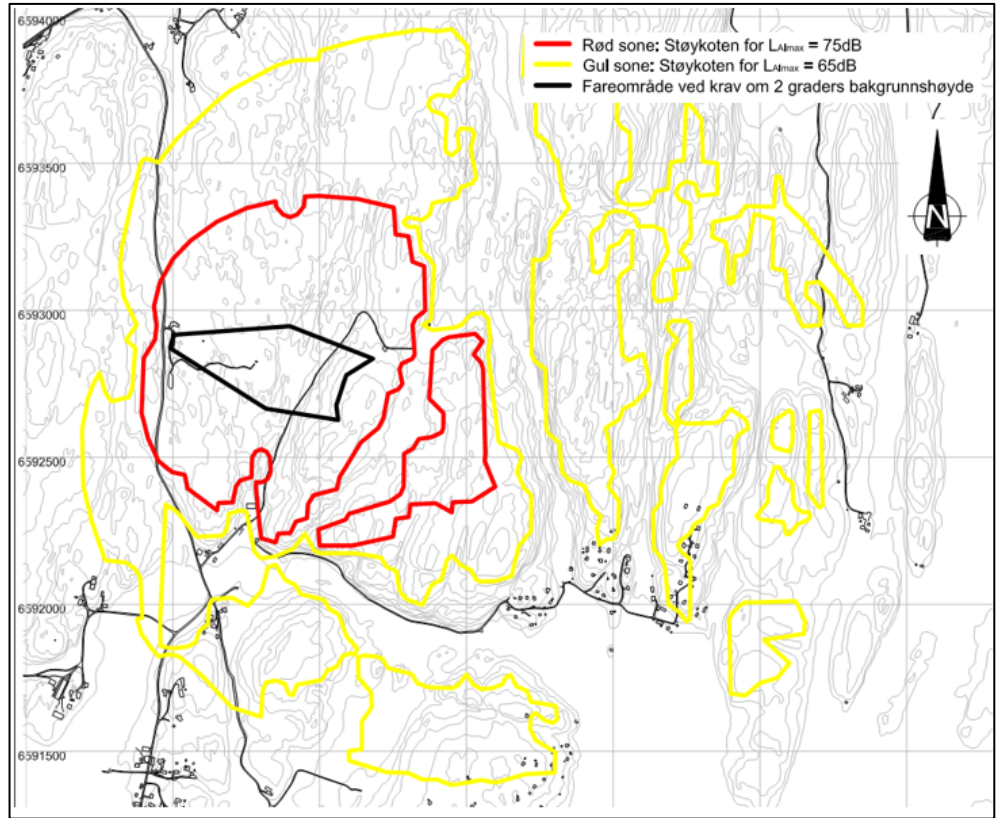 6594000
Rød sone: Støykoten for LAImax = 75dB
Gul sone: Støykoten for LAImax = 65dB
Fareområde ved krav om 2 graders bakgrunnshøyde
6593500
N
6593000
6592500
6592000
6591500